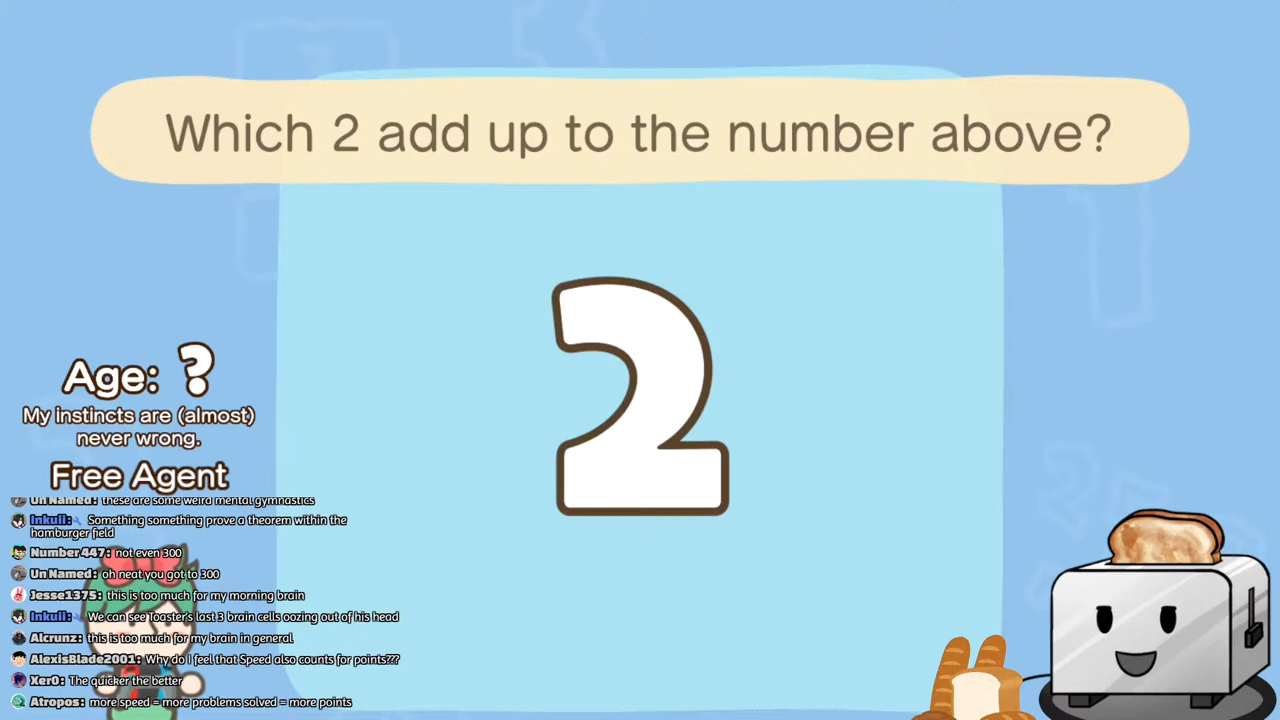 Which 2 add up to the number above?
2
Age: ?
My instincts are (almost)
never wrong.
Free Agent
Un Named: these are some weird mental gymnastics
Inkull: Something something prove a theorem within the
hamburger field
Number447: not even 300
Un Named: oh neat you got to 300
Jesse1375: this is too much for my morning brain
Inkull: We can see Toaster's last 3 brain cells oozing out of his head
Alcrunz: this is too much for my brain in general
AlexisBlade2001: Why do I feel that Speed also counts for points???
Xer0: The quicker the better
Atropos: more speed = more problems solved = more points